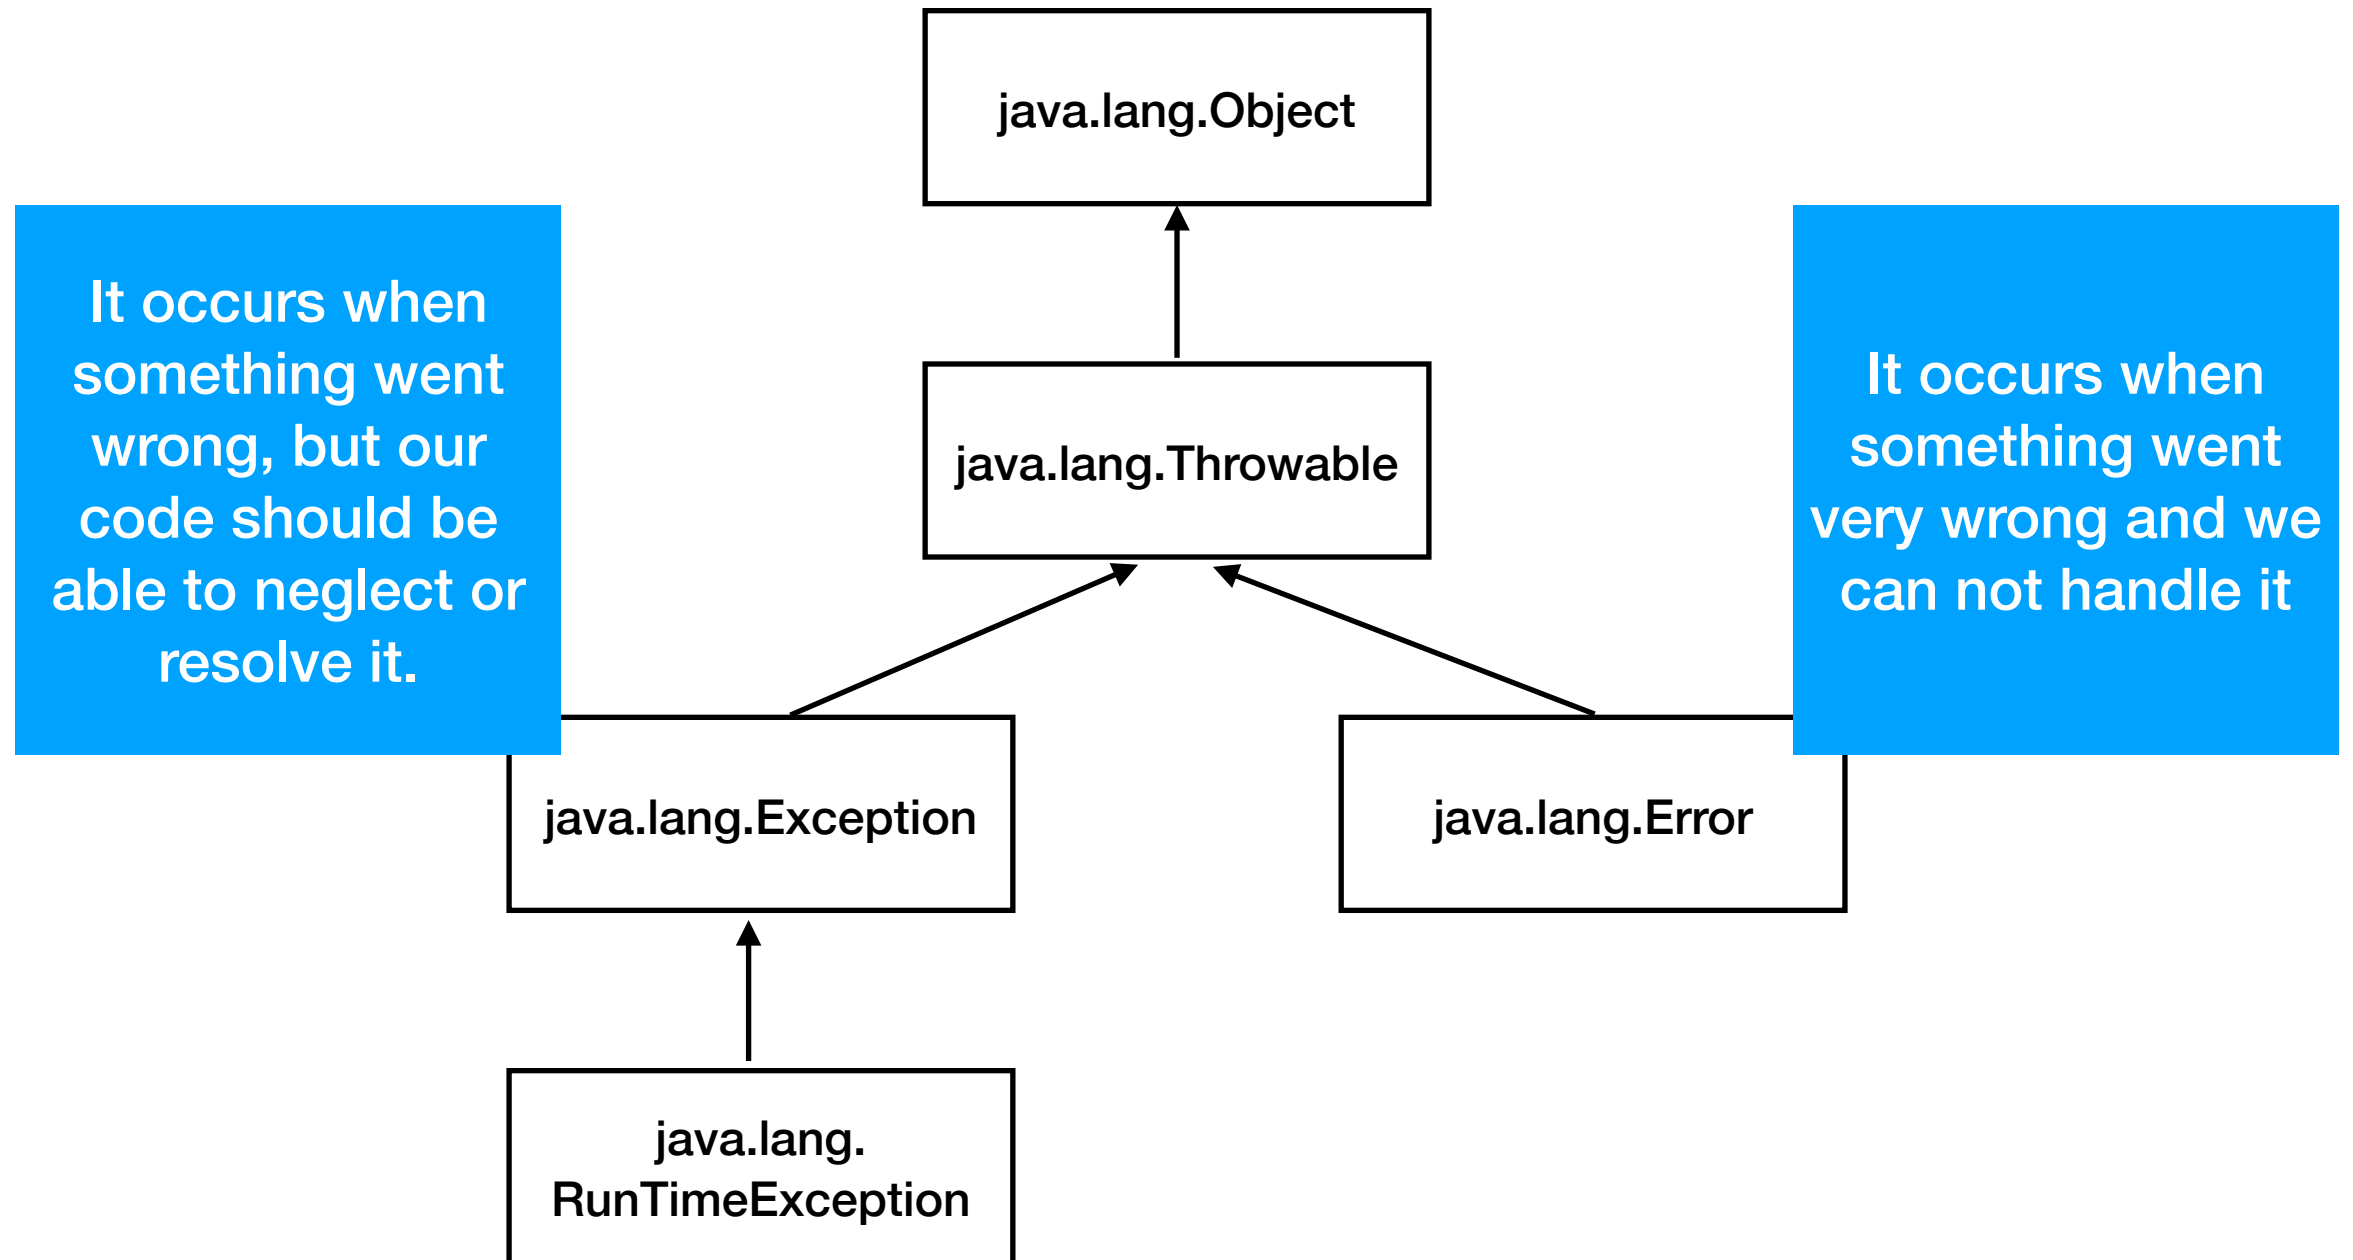 java.lang.Object
It occurs when
something went
wrong, but our
code should be
able to neglect or
resolve it.
java.lang.Throwable
It occurs when
something went
very wrong and we
can not handle it
java.lang.Exception
java.lang.Error
java.lang.
RunTimeException